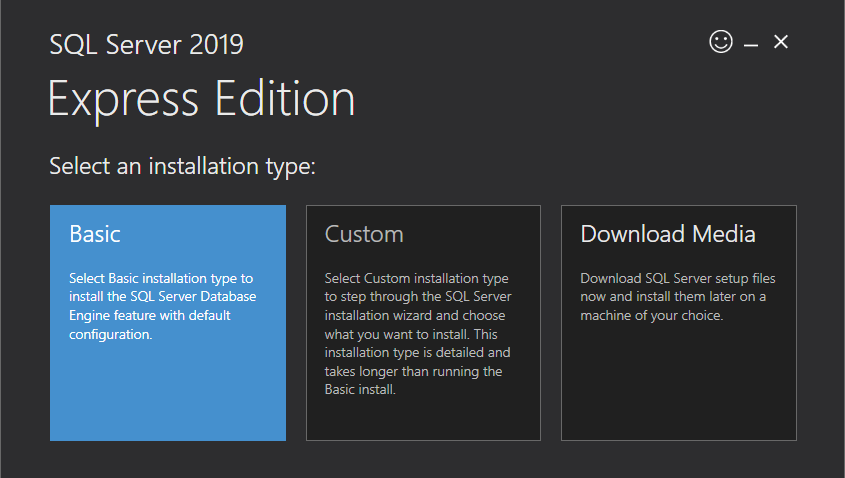 SQL Server 2019
Express Edition
Select an installation type:
Basic
Select Basic installation type to
install the SQL Server Database
Engine feature with default
configuration.
Custom
Select Custom installation type
to step through the SQL Server
installation wizard and choose
what you want to install. This
installation type is detailed and
takes longer than running the
Basic install.
Download Media
Download SQL Server setup files
now and install them later on a
machine of your choice.